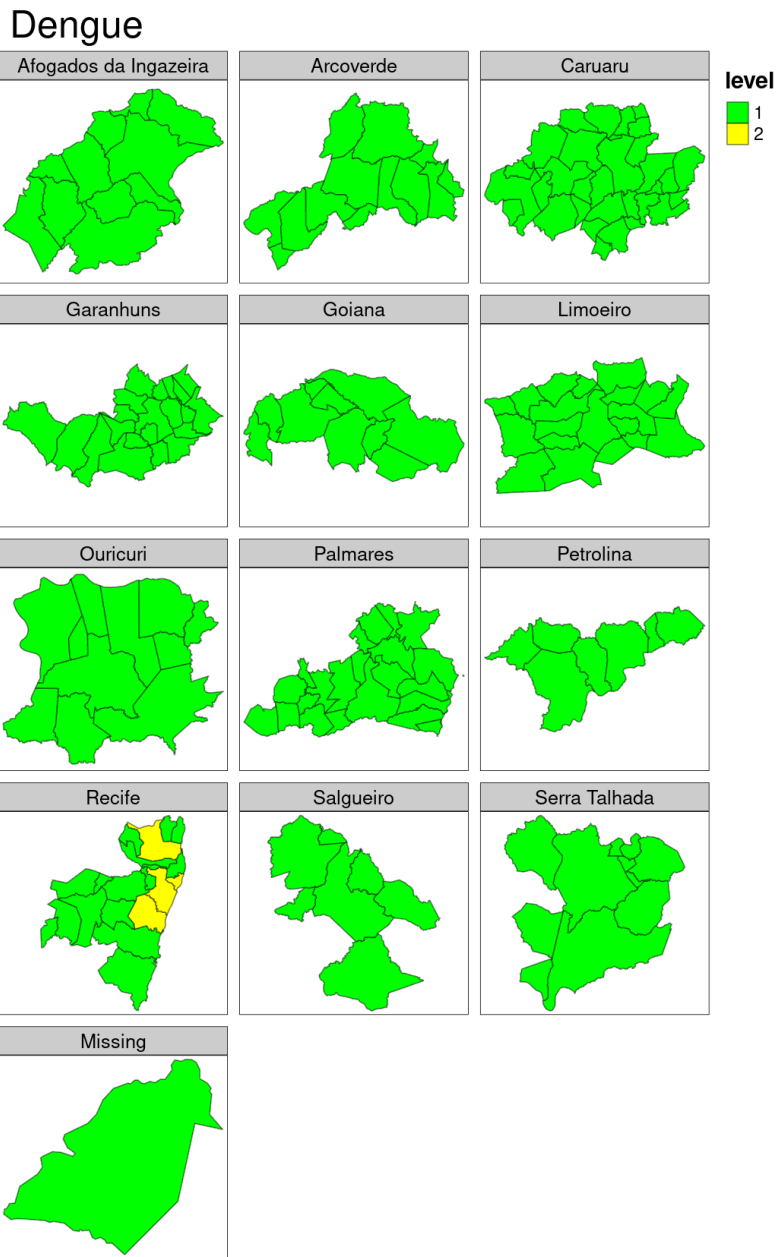 Dengue
Afogados da Ingazeira
Arcoverde
Caruaru
level
1
2
Garanhuns
Goiana
Limoeiro
Ouricuri
Palmares
Petrolina
Recife
Salgueiro
Serra Talhada
Missing